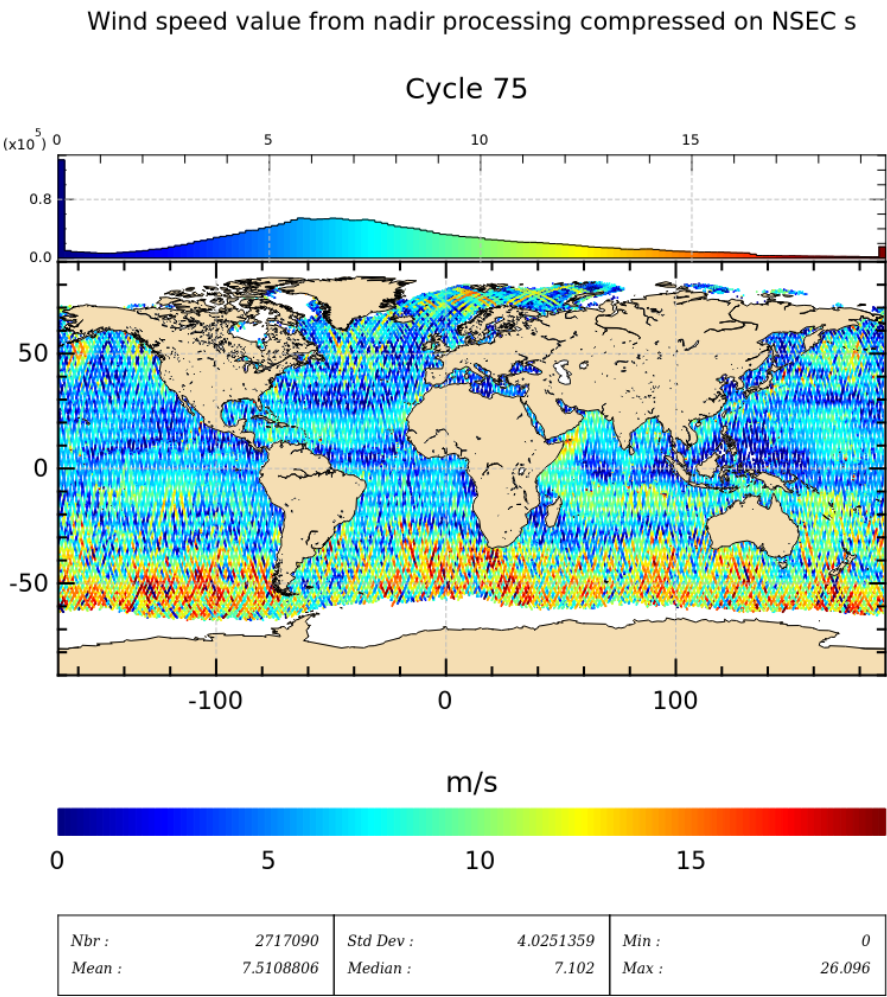 Wind speed value from nadir processing compressed on NSEC s
Cycle 75
(x10^5) 0 5 10 15
0.8
0.0
50
0
-50
-100 0 100
m/s
0 5 10 15
Nbr : 2717090 Std Dev : 4.0251359 Min : 0
Mean : 7.5108806 Median : 7.102 Max : 26.096